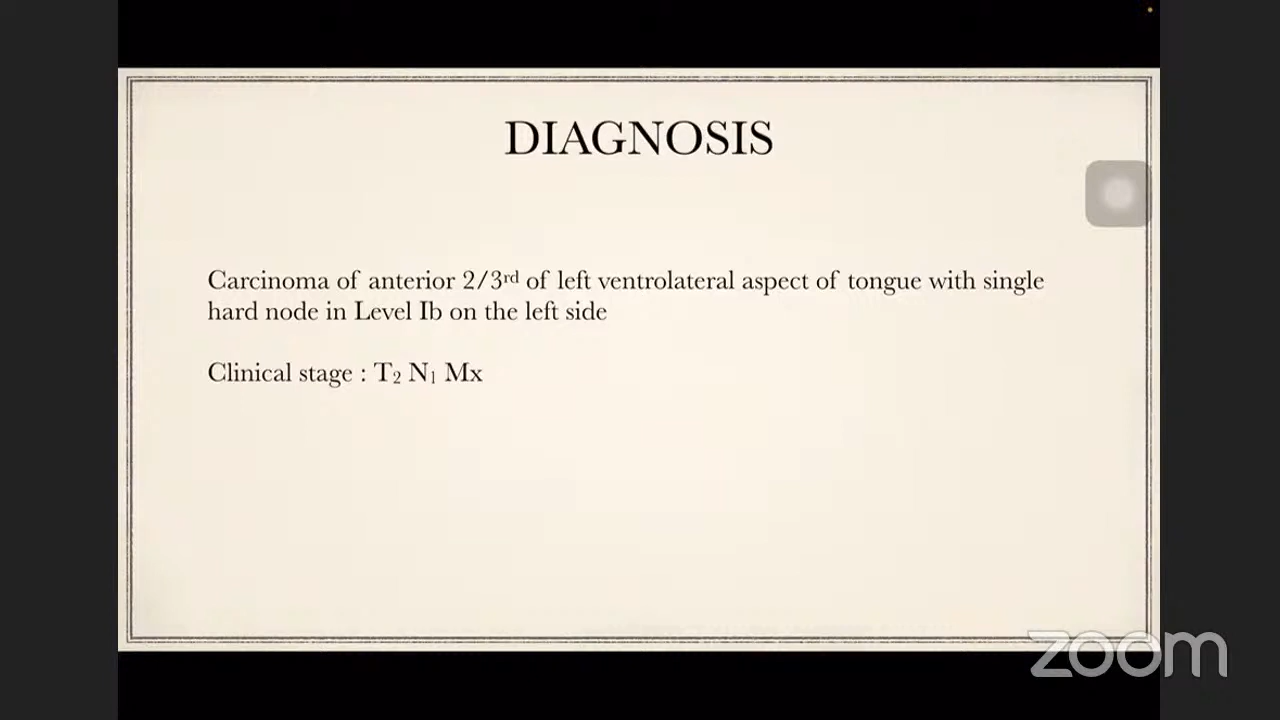 DIAGNOSIS
Carcinoma of anterior 2/3rd of left ventrolateral aspect of tongue with single
hard node in Level Ib on the left side
Clinical stage : T2 N1 Mx
zoom